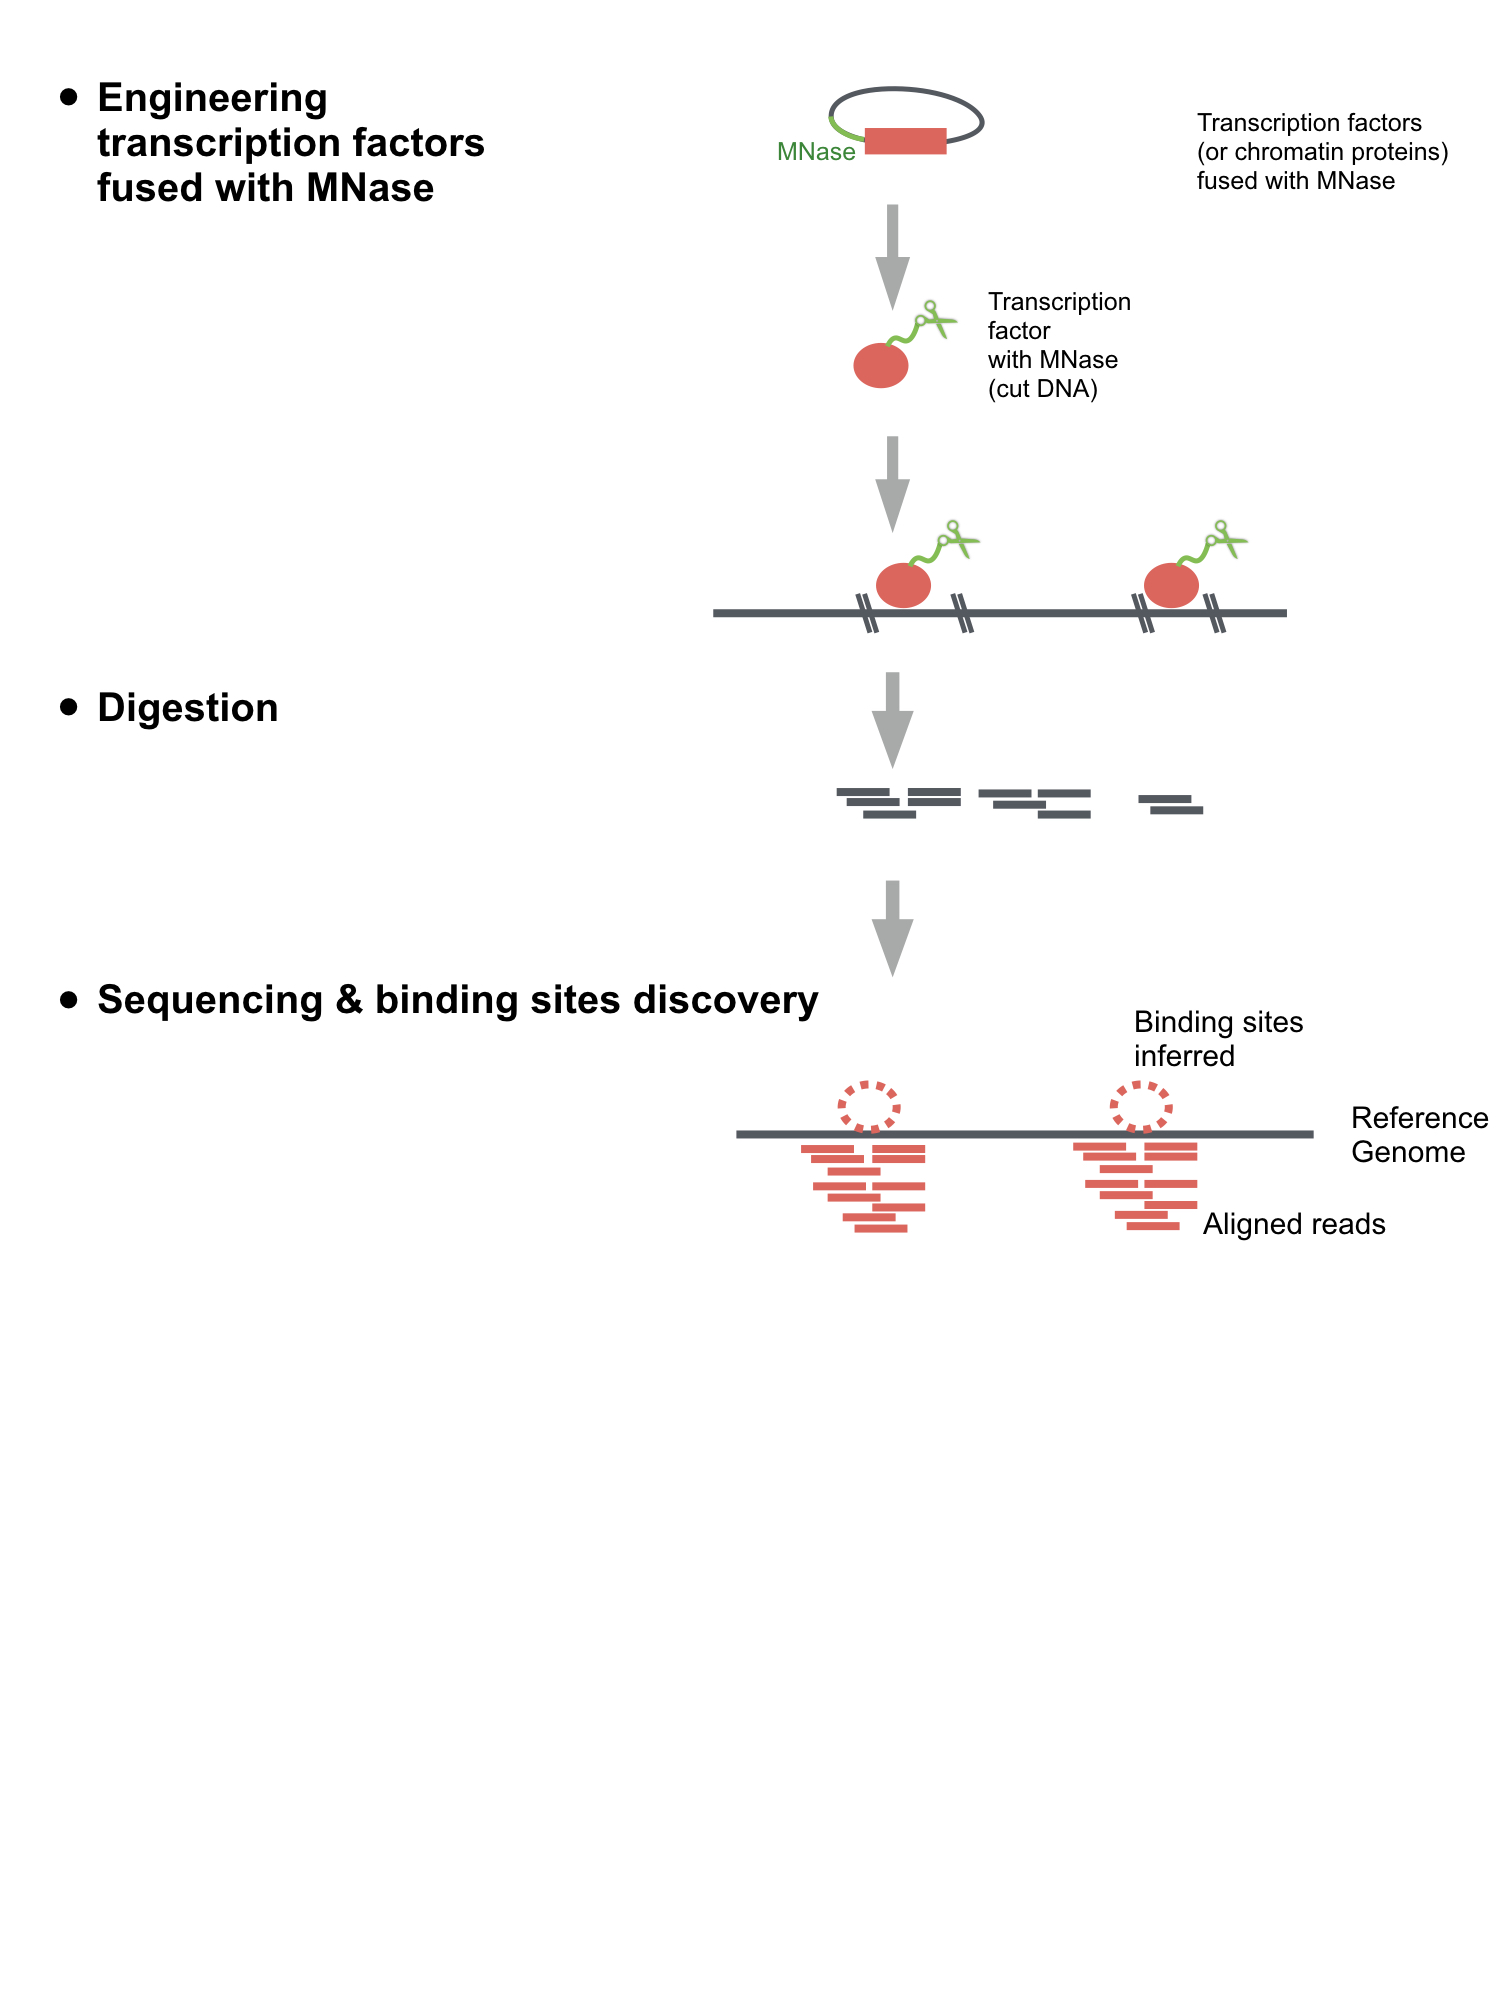 Engineering
transcription factors
fused with MNase
MNase
Transcription factors
(or chromatin proteins)
fused with MNase
Transcription
factor
with MNase
(cut DNA)
Digestion
Sequencing & binding sites discovery
Binding sites
inferred
Reference
Genome
Aligned reads